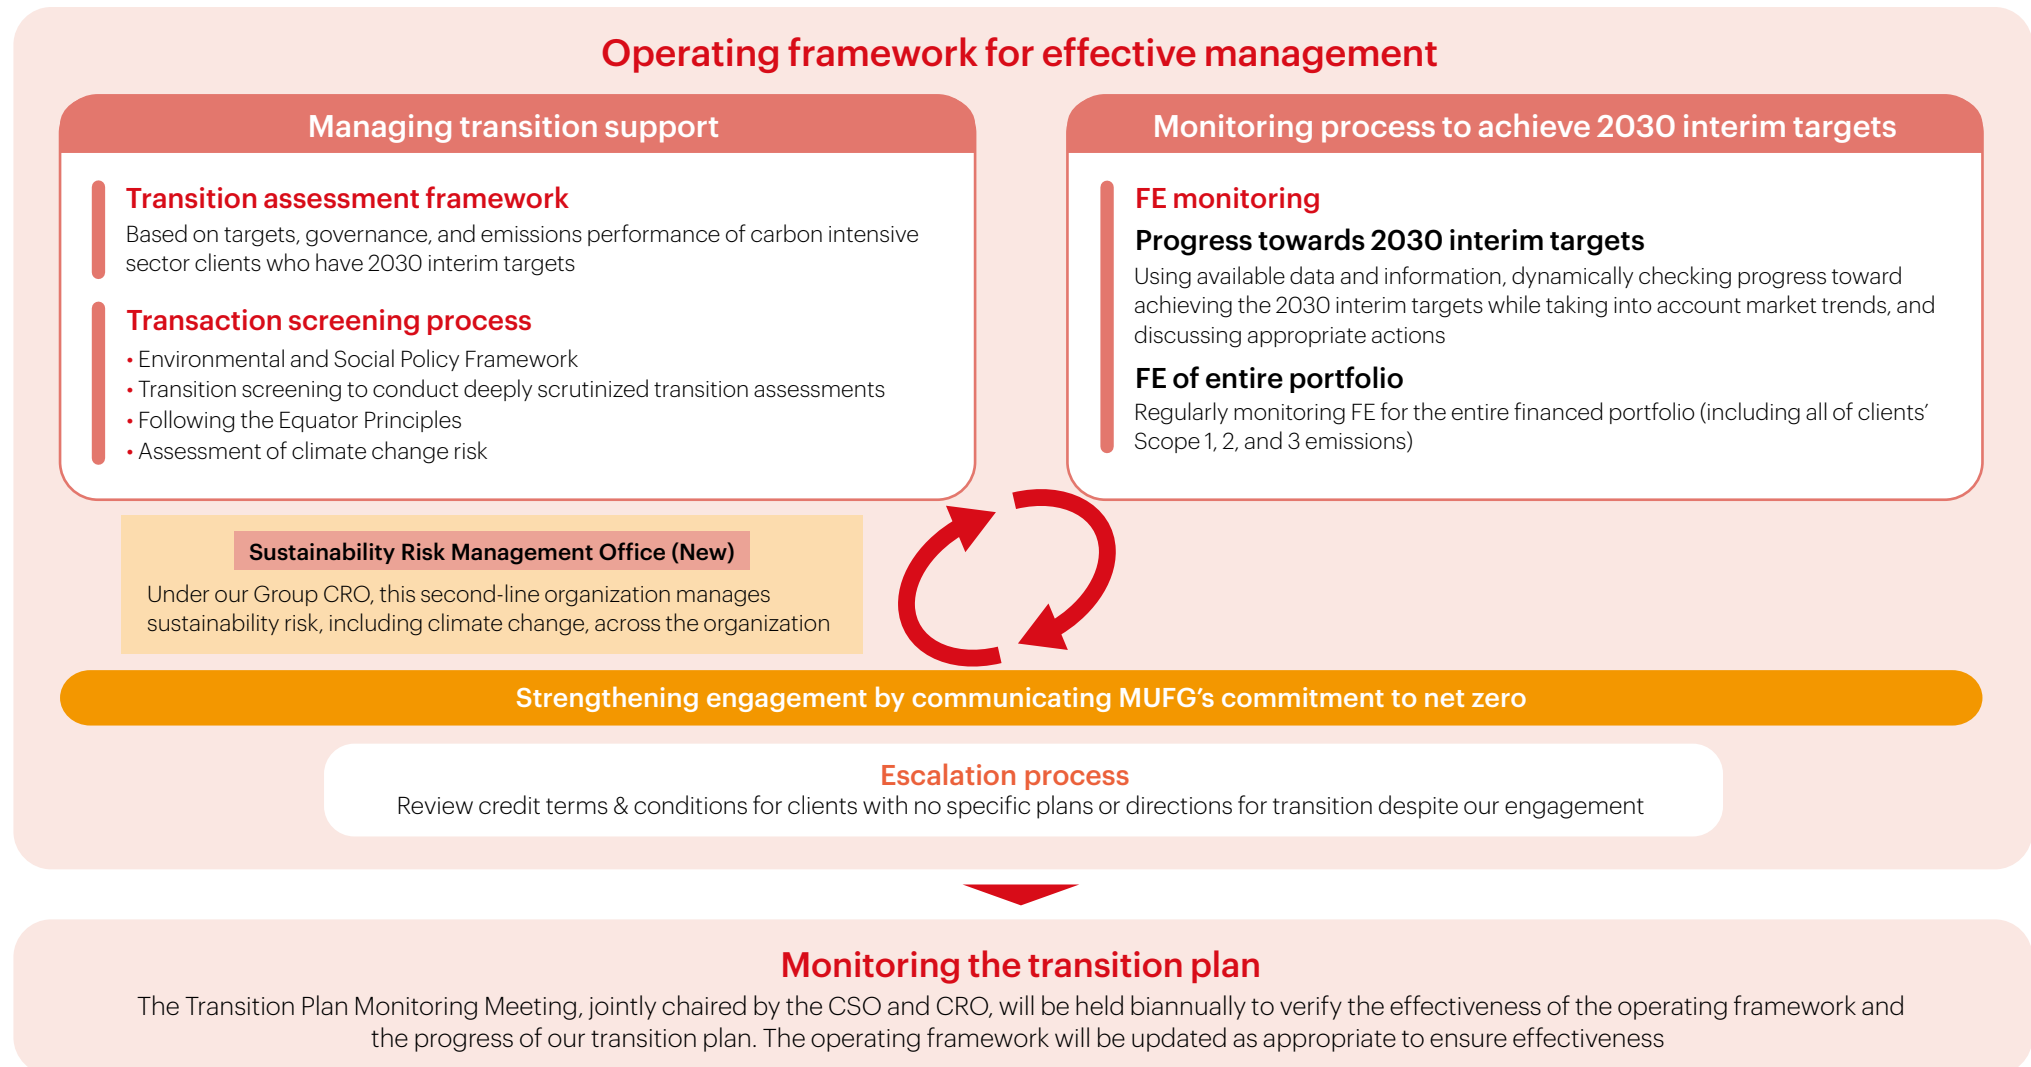 Operating framework for effective management
Managing transition support
Transition assessment framework
Based on targets, governance, and emissions performance of carbon intensive
sector clients who have 2030 interim targets
Transaction screening process
• Environmental and Social Policy Framework
• Transition screening to conduct deeply scrutinized transition assessments
• Following the Equator Principles
• Assessment of climate change risk
Monitoring process to achieve 2030 interim targets
FE monitoring
Progress towards 2030 interim targets
Using available data and information, dynamically checking progress toward
achieving the 2030 interim targets while taking into account market trends, and
discussing appropriate actions
FE of entire portfolio
Regularly monitoring FE for the entire financed portfolio (including all of clients’
Scope 1, 2, and 3 emissions)
Sustainability Risk Management Office (New)
Under our Group CRO, this second-line organization manages
sustainability risk, including climate change, across the organization
Strengthening engagement by communicating MUFG’s commitment to net zero
Escalation process
Review credit terms & conditions for clients with no specific plans or directions for transition despite our engagement
Monitoring the transition plan
The Transition Plan Monitoring Meeting, jointly chaired by the CSO and CRO, will be held biannually to verify the effectiveness of the operating framework and
the progress of our transition plan. The operating framework will be updated as appropriate to ensure effectiveness